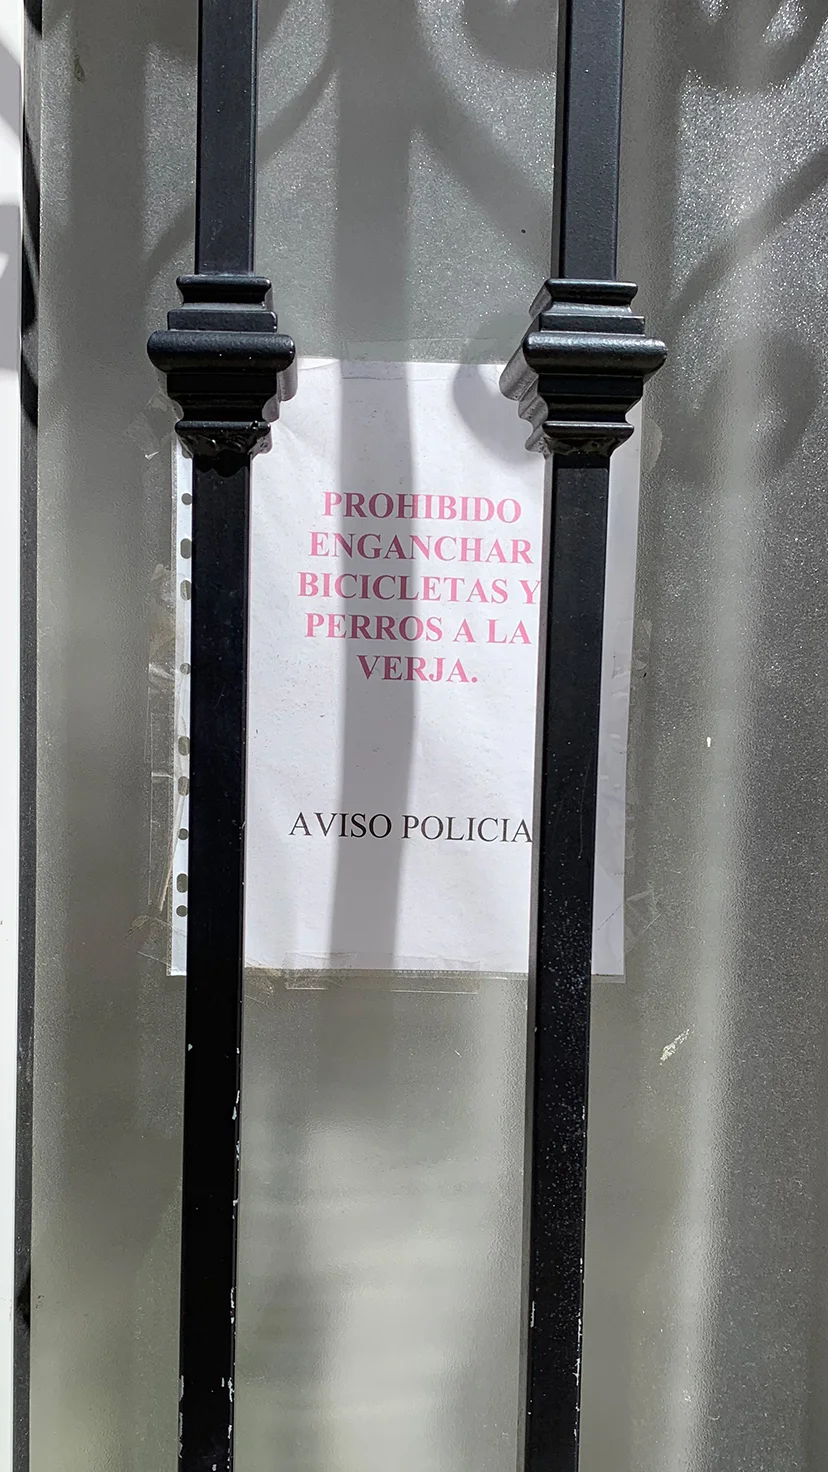 PROHIBIDO
ENGANCHAR
BICICLETAS Y
PERROS A LA
VERJA.
AVISO POLICIA